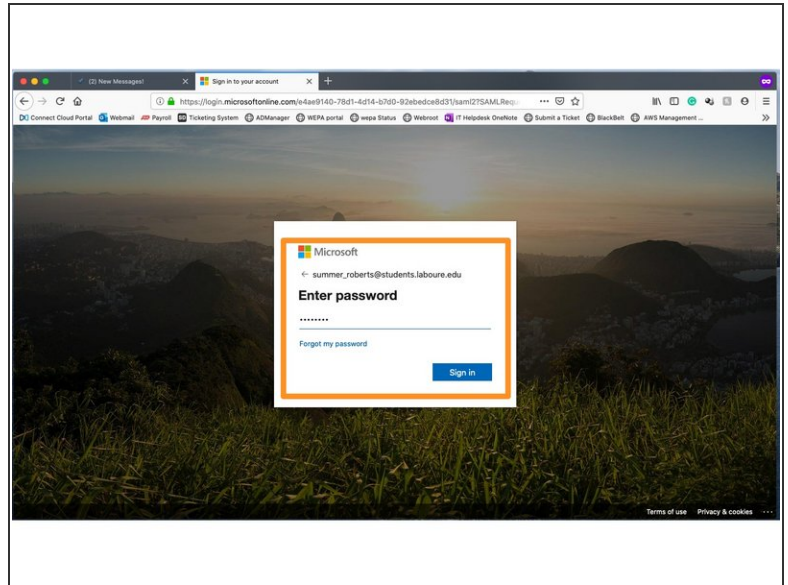 (2) New Messages!
Sign in to your account
https://login.microsoftonline.com/e4ae9140-78d1-4d14-b7d0-92ebedce8d31/saml2?SAMLRequ
Connect Cloud Portal Webmail Payroll Ticketing System ADManager WEPA portal wepa Status Webroot IT Helpdesk OneNote Submit a Ticket BlackBelt AWS Management ...
Microsoft
← summer_roberts@students.laboure.edu
Enter password
........
Forgot my password
Sign in
Terms of use Privacy & cookies ...